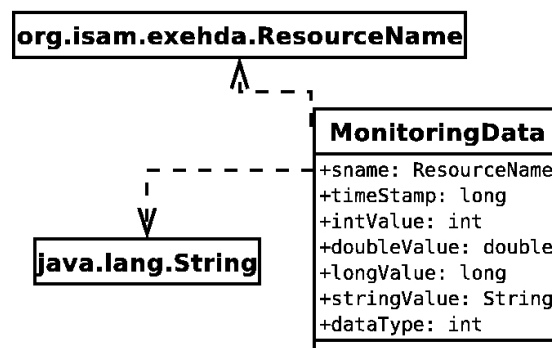 org.isam.exehda.ResourceName
MonitoringData
+sname: ResourceName
+timeStamp: long
+intValue: int
+doubleValue: double
+longValue: long
+stringValue: String
+dataType: int
java.lang.String